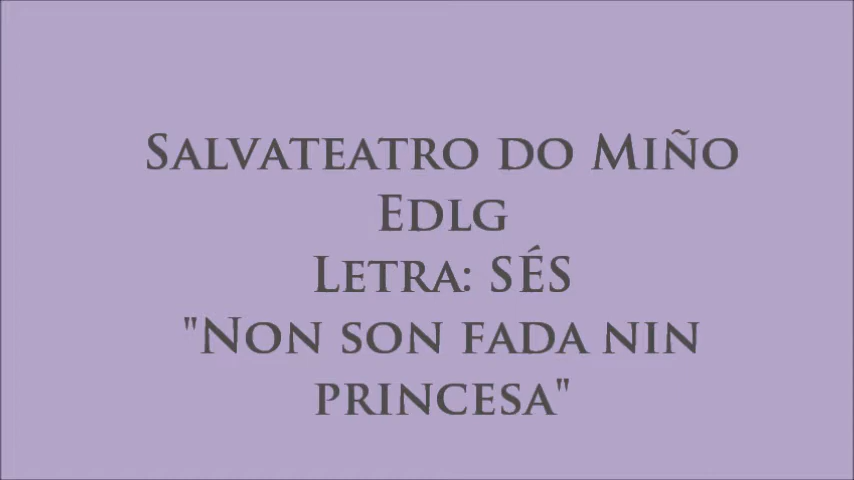 Salvateatro do Miño
Edlg
Letra: SÉS
"Non son fada nin
princesa"